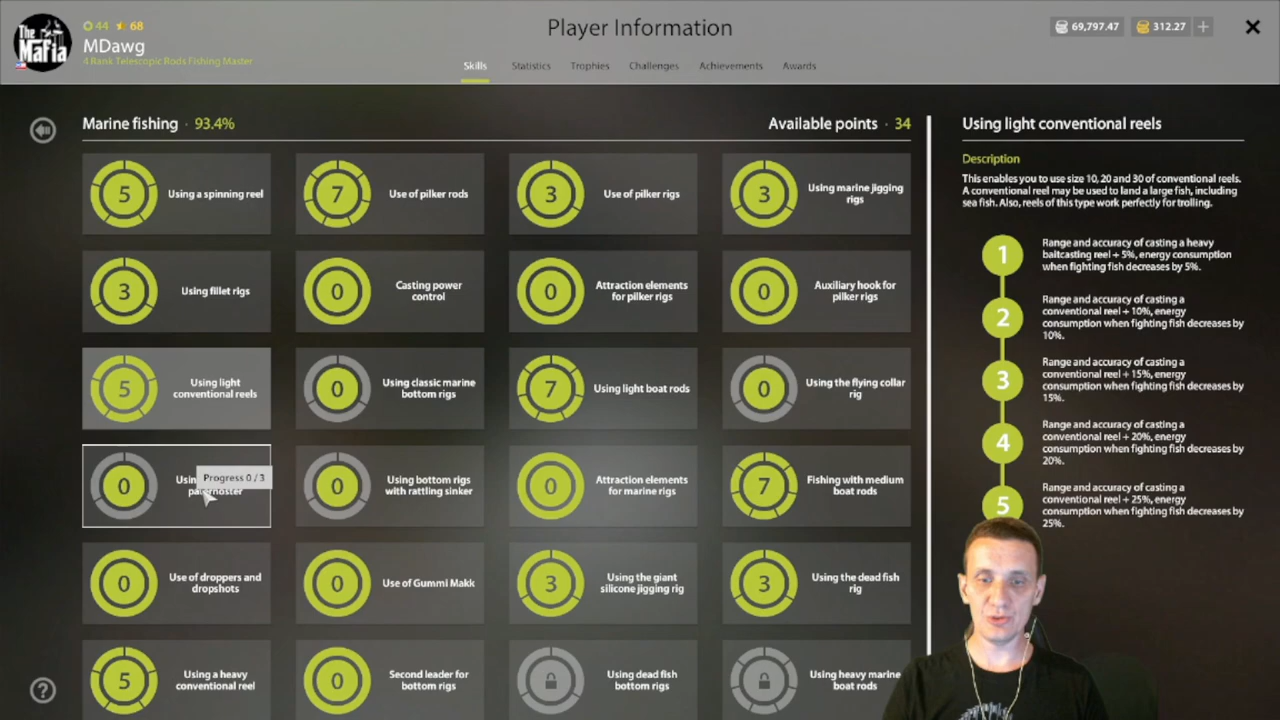 The
Mafia
44 68
MDawg
4 Rank Telescopic Rods Fishing Master
Player Information
69,797.47
312.27 +
Skills
Statistics
Trophies
Challenges
Achievements
Awards
Marine fishing · 93.4%
Available points · 34
5
Using a spinning reel
7
Use of pilker rods
3
Use of pilker rigs
3
Using marine jigging
rigs
3
Using fillet rigs
0
Casting power
control
0
Attraction elements
for pilker rigs
0
Auxiliary hook for
pilker rigs
5
Using light
conventional reels
0
Using classic marine
bottom rigs
7
Using light boat rods
0
Using the flying collar
rig
0
Progress 0 / 3
0
Using bottom rigs
with rattling sinker
0
Attraction elements
for marine rigs
7
Fishing with medium
boat rods
0
Use of droppers and
dropshots
0
Use of Gummi Makk
3
Using the giant
silicone jigging rig
3
Using the dead fish
rig
5
Using a heavy
conventional reel
0
Second leader for
bottom rigs
Using dead fish
bottom rigs
Using heavy marine
boat rods
?
Using light conventional reels
Description
This enables you to use size 10, 20 and 30 of conventional reels.
A conventional reel may be used to land a large fish, including
sea fish. Also, reels of this type work perfectly for trolling.
1
Range and accuracy of casting a heavy
baitcasting reel + 5%, energy consumption
when fighting fish decreases by 5%.
2
Range and accuracy of casting a
conventional reel + 10%, energy
consumption when fighting fish decreases by
10%.
3
Range and accuracy of casting a
conventional reel + 15%, energy
consumption when fighting fish decreases by
15%.
4
Range and accuracy of casting a
conventional reel + 20%, energy
consumption when fighting fish decreases by
20%.
5
Range and accuracy of casting a
conventional reel + 25%, energy
consumption when fighting fish decreases by
25%.